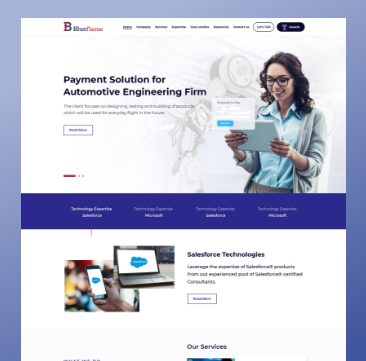 B Blueflame
Home Company Services Expertise Case studies Resources Contact us Let's Talk Search
Payment Solution for
Automotive Engineering Firm
The client focuses on designing, testing and building of products
which will be used for everyday flight in the future.
Read More
Technology Expertise
Salesforce
Technology Expertise
Microsoft
Technology Expertise
Salesforce
Technology Expertise
Microsoft
Salesforce Technologies
Leverage the expertise of Salesforce® products
from out experienced pool of Salesforce® certified
Consultants.
Read More
Our Services